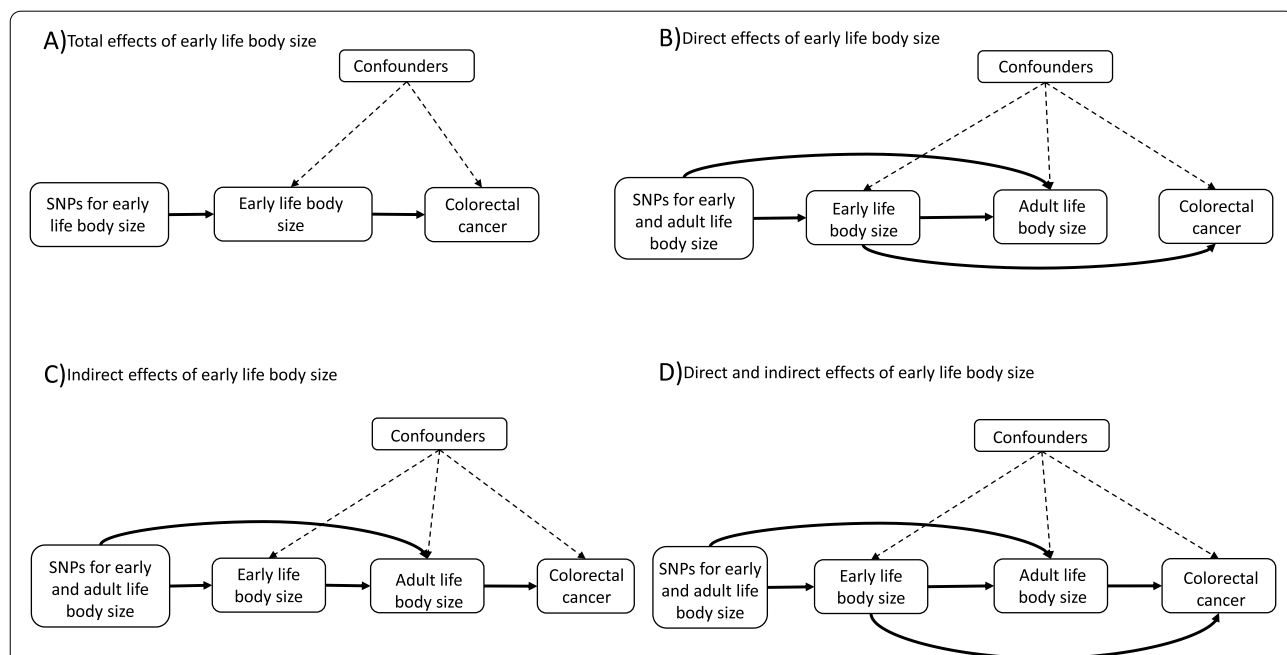 A) Total effects of early life body size
Confounders
SNPs for early
life body size
Early life body
size
Colorectal
cancer
B) Direct effects of early life body size
Confounders
SNPs for early
and adult life
body size
Early life
body size
Adult life
body size
Colorectal
cancer
C) Indirect effects of early life body size
Confounders
SNPs for early
and adult life
body size
Early life
body size
Adult life
body size
Colorectal
cancer
D) Direct and indirect effects of early life body size
Confounders
SNPs for early
and adult life
body size
Early life
body size
Adult life
body size
Colorectal
cancer